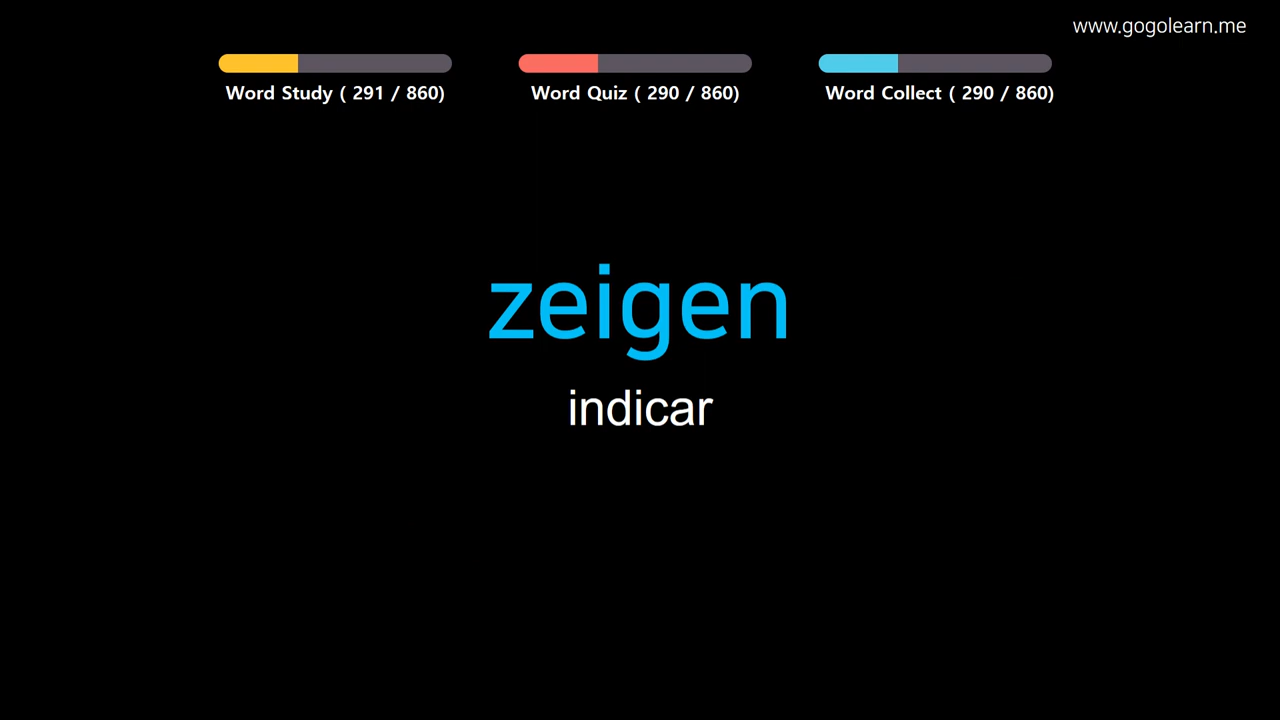 www.gogolearn.me
Word Study ( 291 / 860)
Word Quiz ( 290 / 860)
Word Collect ( 290 / 860)
zeigen
indicar